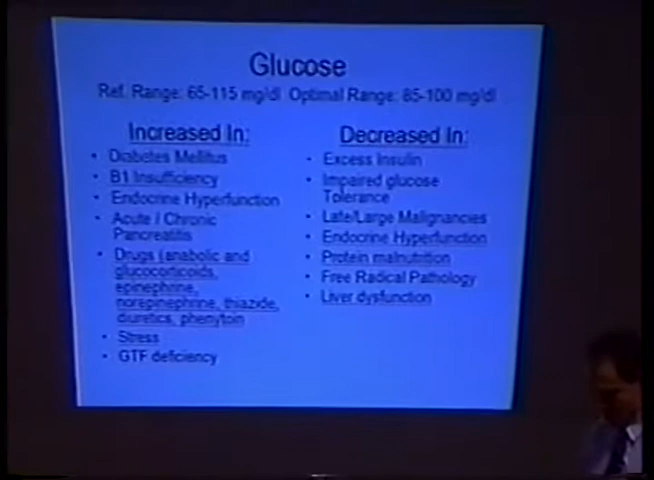 Glucose
Ref. Range: 65-115 mg/dl Optimal Range: 85-100 mg/dl
Increased In:
• Diabetes Mellitus
• B1 Insufficiency
• Endocrine Hyperfunction
• Acute / Chronic
Pancreatitis
• Drugs (anabolic and
glucocorticoids,
epinephrine,
norepinephrine, thiazide,
diuretics, phenytoin
• Stress
• GTF deficiency
Decreased In:
• Excess Insulin
• Impaired glucose
Tolerance
• Late/Large Malignancies
• Endocrine Hyperfunction
• Protein malnutrition
• Free Radical Pathology
• Liver dysfunction